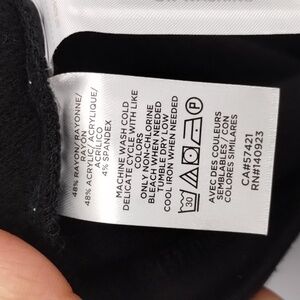 48% RAYON/RAYONNE/
RAYON
48% ACRYLIC/ ACRYLIQUE/
ACRÍLICO
4% SPANDEX
MACHINE WASH COLD
DELICATE CYCLE WITH LIKE
COLORS
ONLY NON-CHLORINE
BLEACH WHEN NEEDED
TUMBLE DRY LOW
COOL IRON WHEN NEEDED
30
P
AVEC DES COULEURS
SEMBLABLES / CON
COLORES SIMILARES
CA#57421
RN#140923